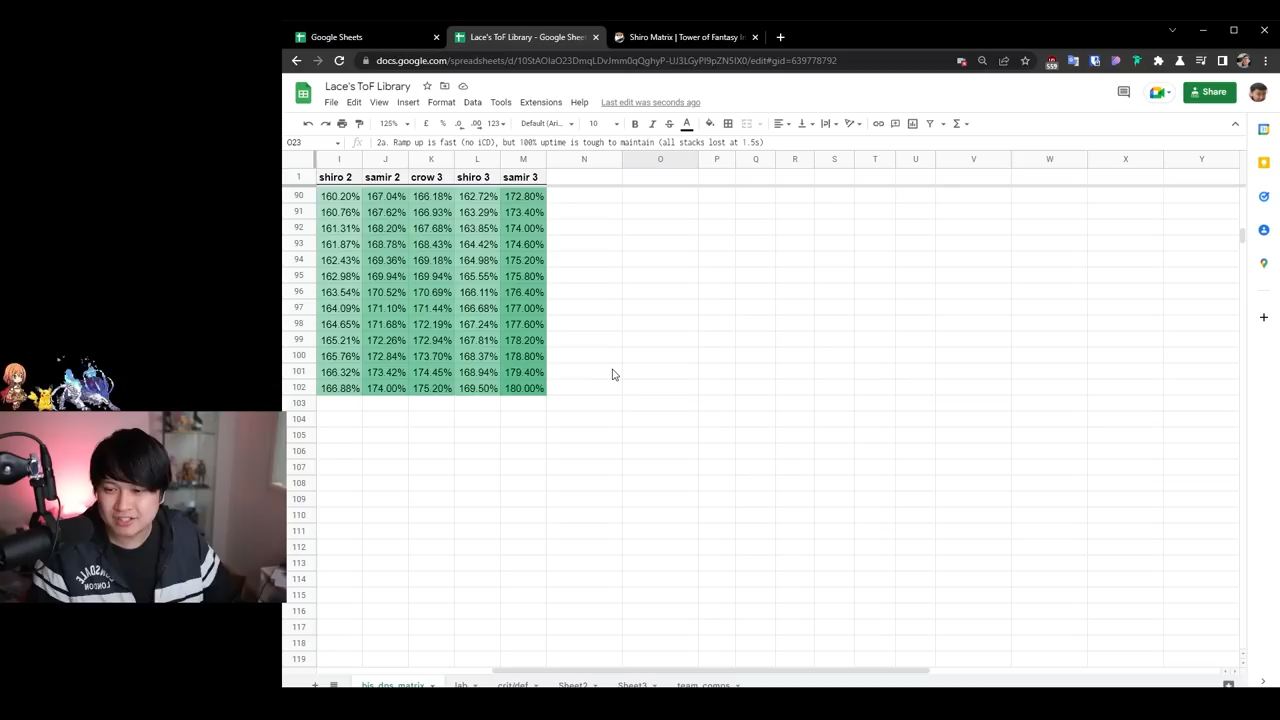 Google Sheets
Lace's ToF Library - Google Shee
Shiro Matrix | Tower of Fantasy In
docs.google.com/spreadsheets/d/
Lace's ToF Library
File Edit View Insert Format Data Tools Extensions Help Last edit was seconds ago
Share
125% £ % .0 .00 123 Default (Ari... 10 B I S A
O23 fx 2a. Ramp up is fast (no iCD), but 100% uptime is tough to maintain (all stacks lost at 1.5s)
I J K L M N O P Q R S T U V W X Y
1 shiro 2 samir 2 crow 3 shiro 3 samir 3
90 160.20% 167.04% 166.18% 162.72% 172.80%
91 160.76% 167.62% 166.93% 163.29% 173.40%
92 161.31% 168.20% 167.68% 163.85% 174.00%
93 161.87% 168.78% 168.43% 164.42% 174.60%
94 162.43% 169.36% 169.18% 164.98% 175.20%
95 162.98% 169.94% 169.94% 165.55% 175.80%
96 163.54% 170.52% 170.69% 166.11% 176.40%
97 164.09% 171.10% 171.44% 166.68% 177.00%
98 164.65% 171.68% 172.19% 167.24% 177.60%
99 165.21% 172.26% 172.94% 167.81% 178.20%
100 165.76% 172.84% 173.70% 168.37% 178.80%
101 166.32% 173.42% 174.45% 168.94% 179.40%
102 166.88% 174.00% 175.20% 169.50% 180.00%
103
104
105
106
107
108
109
110
111
112
113
114
115
116
117
118
119
LONSDALE
LONDON
bis_dps_matrix lab crit/def Sheet2 Sheet3 team_comps